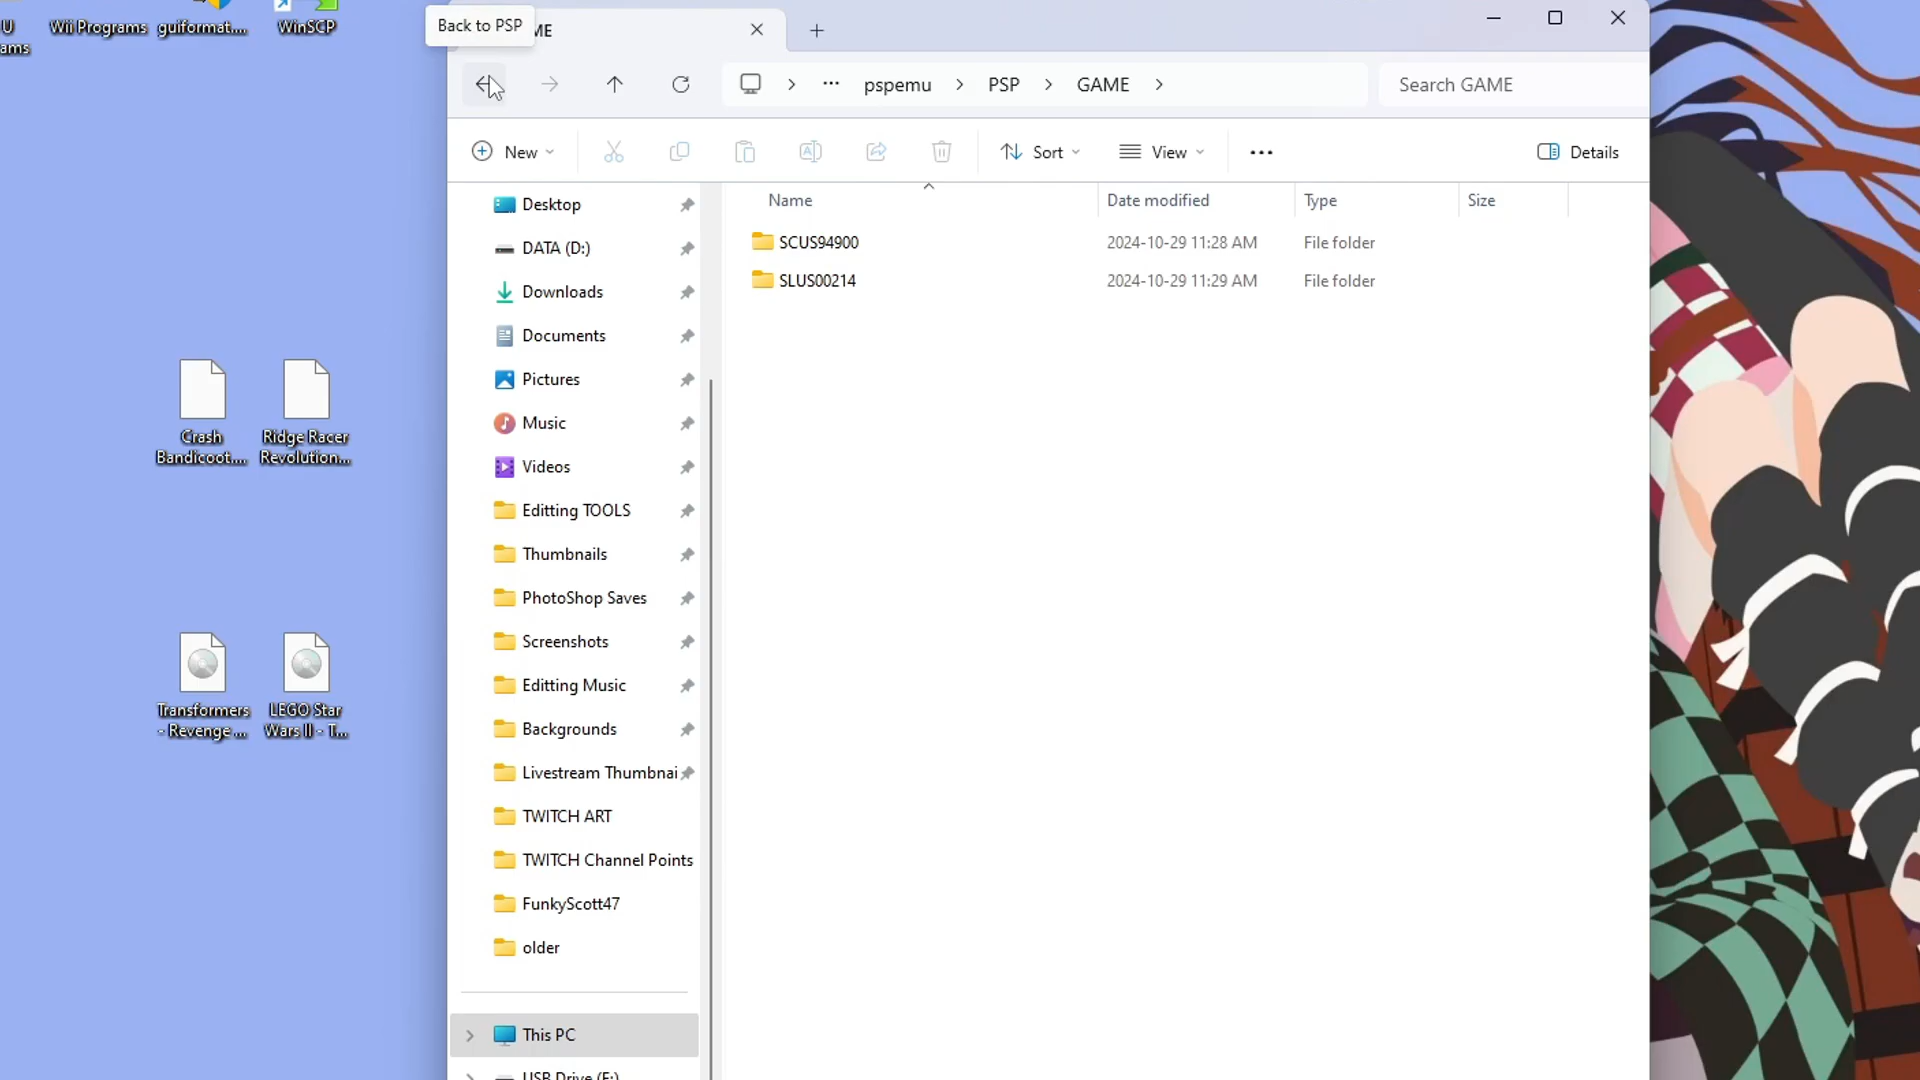 U
ams
Wii Programs
guiformat....
WinSCP
Back to PSP
ME
pspemu
PSP
GAME
Search GAME
New
Sort
View
Details
Name
Date modified
Type
Size
SCUS94900
2024-10-29 11:28 AM
File folder
SLUS00214
2024-10-29 11:29 AM
File folder
Desktop
DATA (D:)
Downloads
Documents
Pictures
Music
Videos
Editting TOOLS
Thumbnails
PhotoShop Saves
Screenshots
Editting Music
Backgrounds
Livestream Thumbnai
TWITCH ART
TWITCH Channel Points
FunkyScott47
older
This PC
USB Drive (F:)
Crash
Bandicoot....
Ridge Racer
Revolution...
Transformers
- Revenge ...
LEGO Star
Wars II - T...